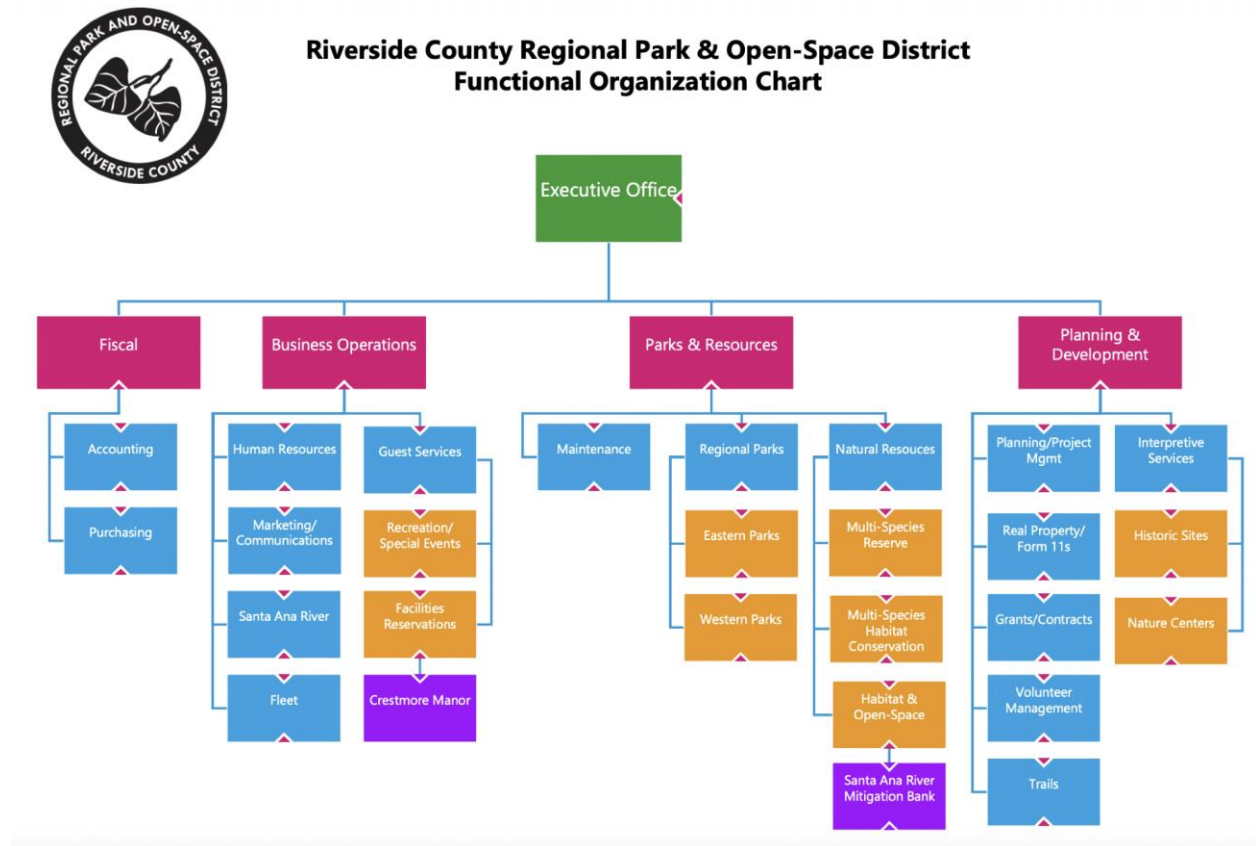 REGIONAL PARK AND OPEN-SPACE DISTRICT
RIVERSIDE COUNTY
Riverside County Regional Park & Open-Space District
Functional Organization Chart
Executive Office
Fiscal
Accounting
Purchasing
Business Operations
Human Resources
Marketing/
Communications
Santa Ana River
Fleet
Guest Services
Recreation/
Special Events
Facilities
Reservations
Crestmore Manor
Parks & Resources
Maintenance
Regional Parks
Eastern Parks
Western Parks
Natural Resouces
Multi-Species
Reserve
Multi-Species
Habitat
Conservation
Habitat &
Open-Space
Santa Ana River
Mitigation Bank
Planning &
Development
Planning/Project
Mgmt
Real Property/
Form 11s
Grants/Contracts
Volunteer
Management
Trails
Interpretive
Services
Historic Sites
Nature Centers